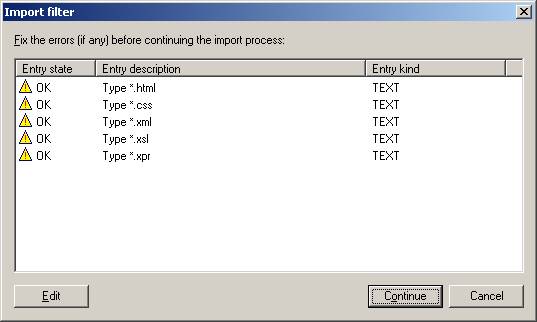 Import filter
Fix the errors (if any) before continuing the import process:
Entry state Entry description Entry kind
OK Type *.html TEXT
OK Type *.css TEXT
OK Type *.xml TEXT
OK Type *.xsl TEXT
OK Type *.xpr TEXT
Edit Continue Cancel